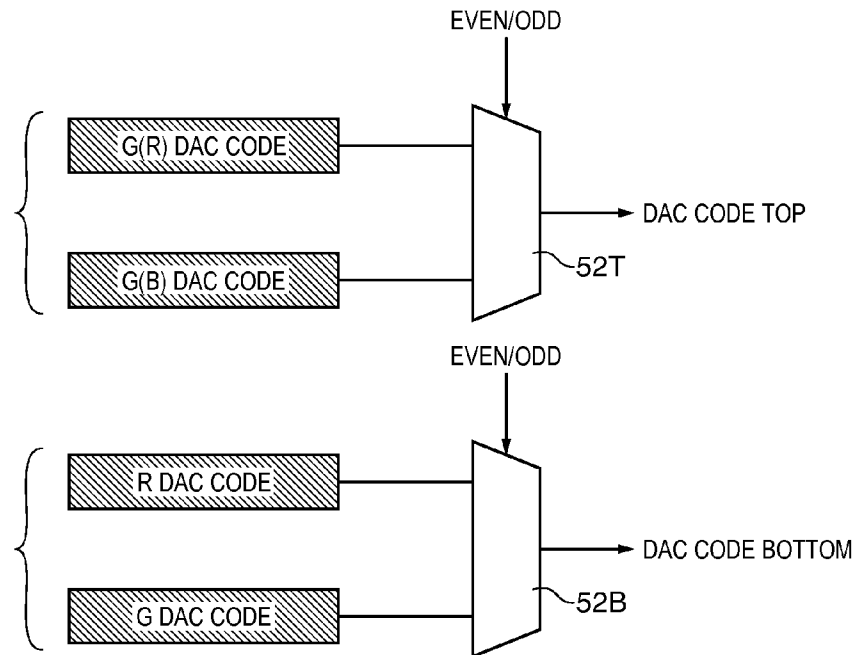 EVEN/ODD
G(R) DAC CODE
DAC CODE TOP
G(B) DAC CODE
52T
EVEN/ODD
R DAC CODE
DAC CODE BOTTOM
G DAC CODE
52B